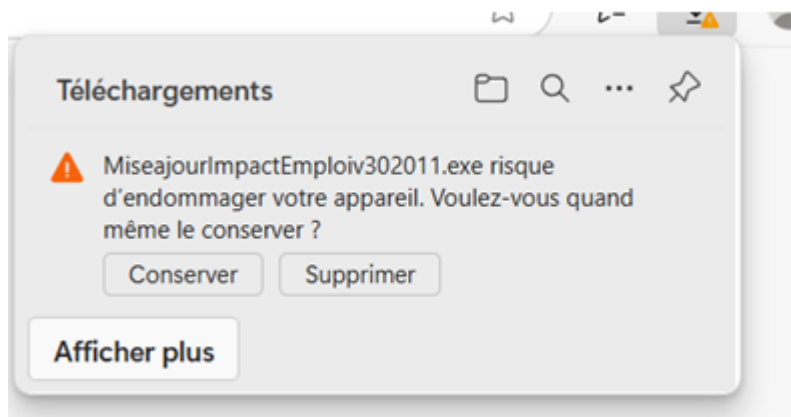 Téléchargements
MiseajourImpactEmploiv302011.exe risque
d'endommager votre appareil. Voulez-vous quand
même le conserver ?
Conserver Supprimer
Afficher plus